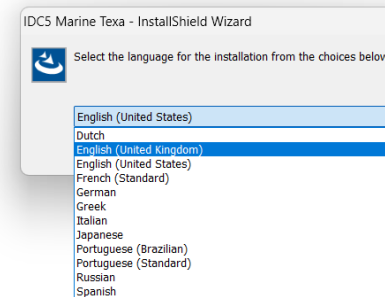 IDC5 Marine Texa - InstallShield Wizard
Select the language for the installation from the choices below
English (United States)
Dutch
English (United Kingdom)
English (United States)
French (Standard)
German
Greek
Italian
Japanese
Portuguese (Brazilian)
Portuguese (Standard)
Russian
Spanish